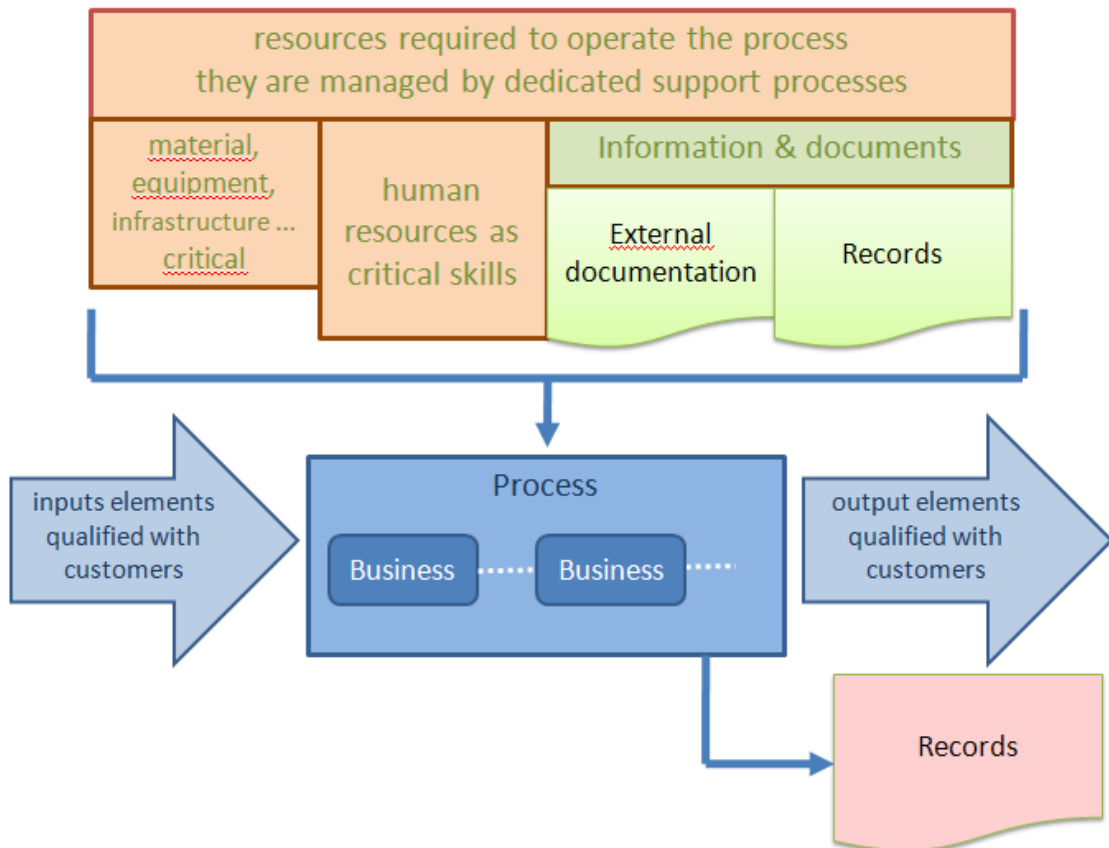 resources required to operate the process
they are managed by dedicated support processes
material,
equipment,
infrastructure ...
critical
human
resources as
critical skills
Information & documents
External
documentation
Records
inputs elements
qualified with
customers
Process
Business
Business
output elements
qualified with
customers
Records